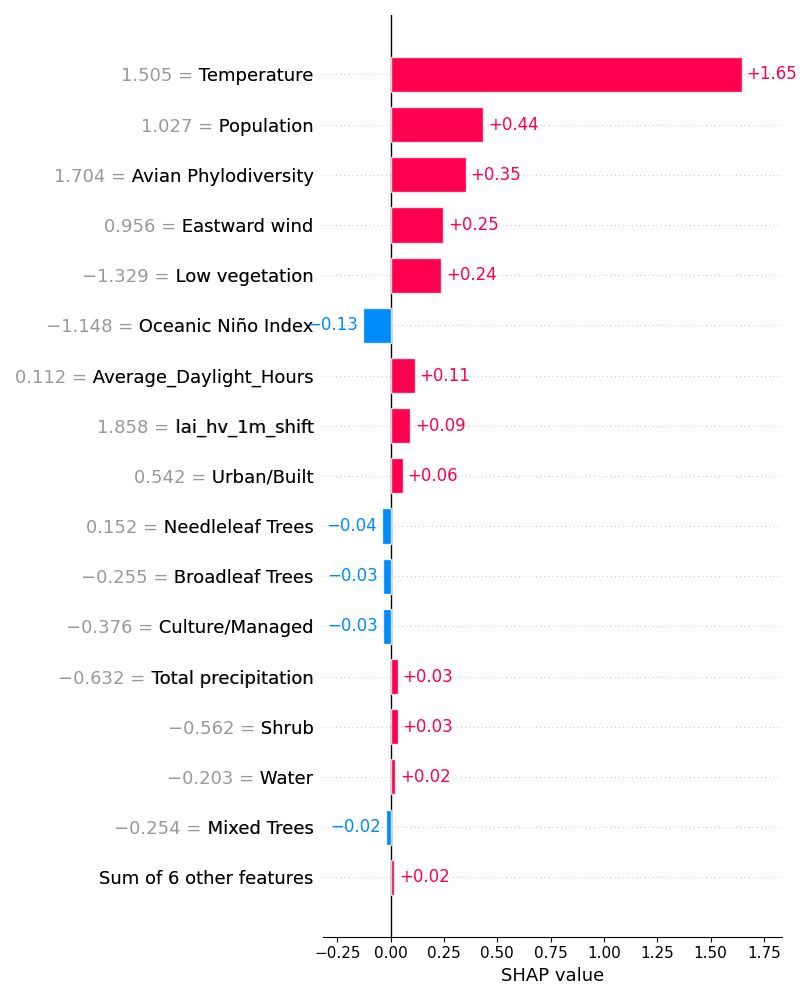 1.505 = Temperature +1.65
1.027 = Population +0.44
1.704 = Avian Phylodiversity +0.35
0.956 = Eastward wind +0.25
−1.329 = Low vegetation +0.24
−1.148 = Oceanic Niño Index −0.13
0.112 = Average_Daylight_Hours +0.11
1.858 = lai_hv_1m_shift +0.09
0.542 = Urban/Built +0.06
0.152 = Needleleaf Trees −0.04
−0.255 = Broadleaf Trees −0.03
−0.376 = Culture/Managed −0.03
−0.632 = Total precipitation +0.03
−0.562 = Shrub +0.03
−0.203 = Water +0.02
−0.254 = Mixed Trees −0.02
Sum of 6 other features +0.02
−0.25 0.00 0.25 0.50 0.75 1.00 1.25 1.50 1.75
SHAP value